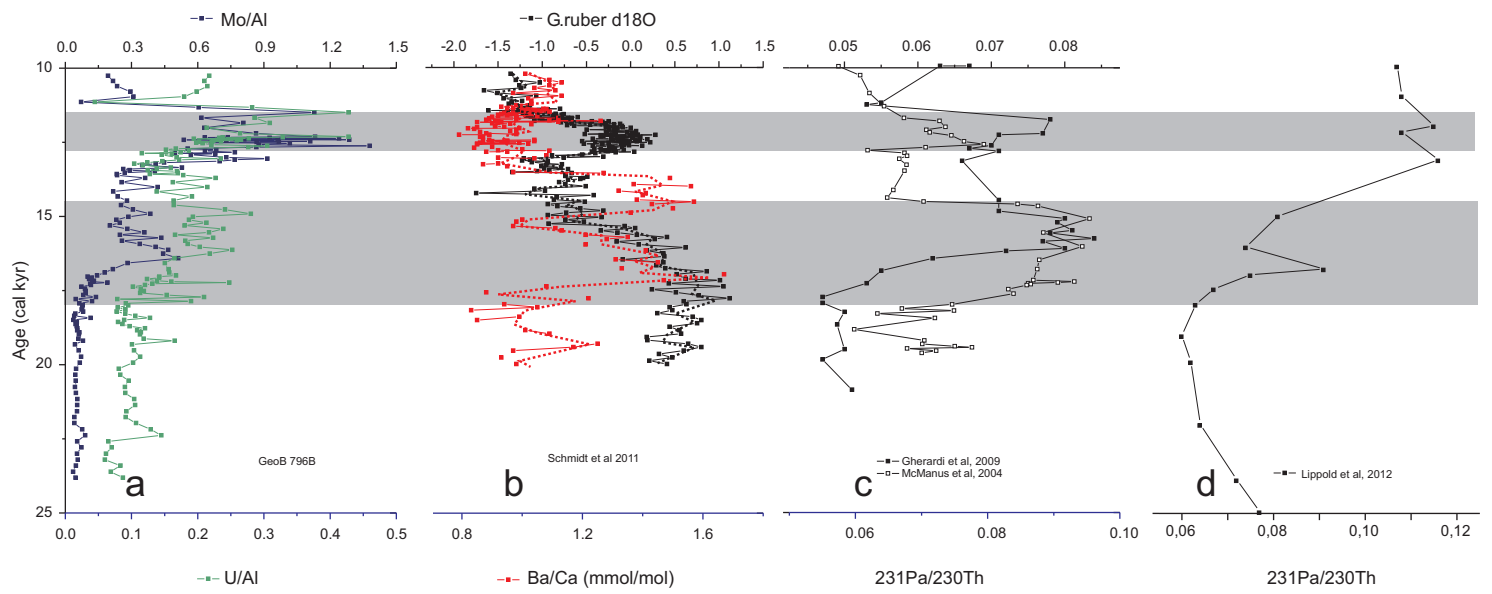 Mo/Al
G.ruber d18O
0.0 0.3 0.6 0.9 1.2 1.5
-2.0 -1.5 -1.0 -0.5 0.0 0.5 1.0 1.5
0.05 0.06 0.07 0.08
10
15
20
25
Age (cal kyr)
GeoB 796B
Schmidt et al 2011
Gherardi et al, 2009
McManus et al, 2004
Lippold et al, 2012
a
b
c
d
0.0 0.1 0.2 0.3 0.4 0.5
0.8 1.2 1.6
0.06 0.08 0.10
0,06 0,08 0,10 0,12
U/Al
Ba/Ca (mmol/mol)
231Pa/230Th
231Pa/230Th